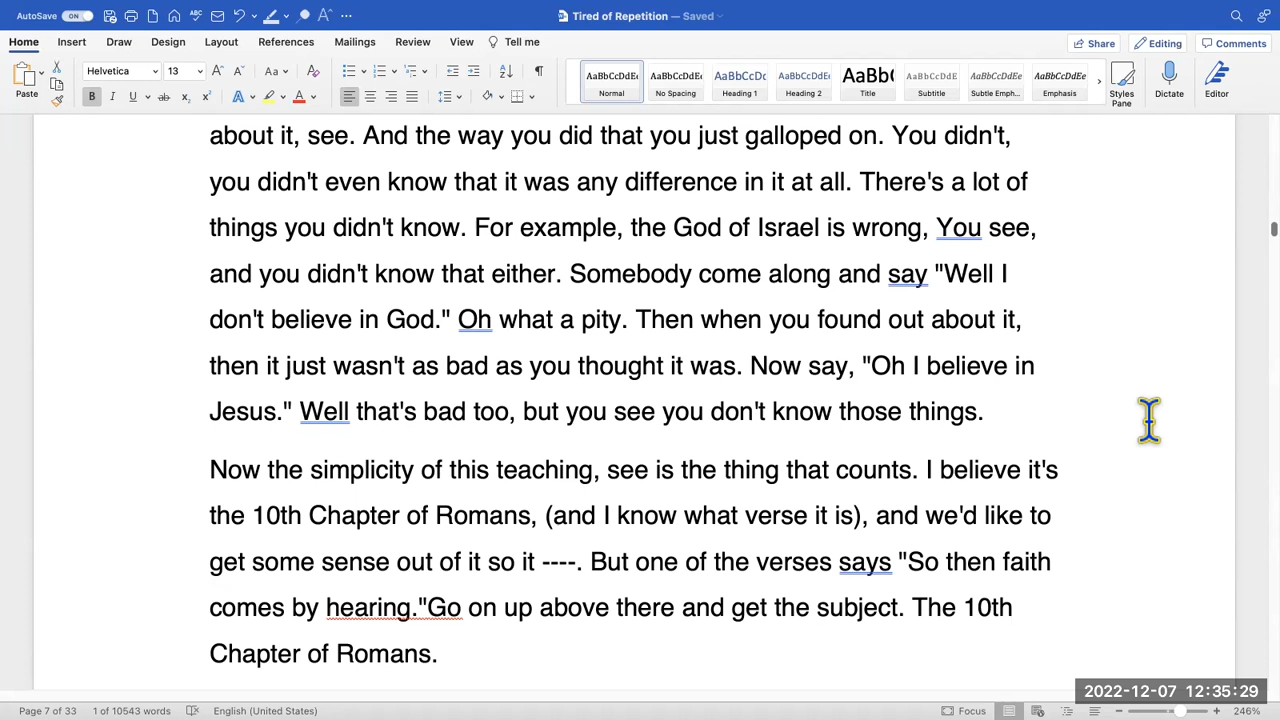 AutoSave ON Tired of Repetition — Saved
Home Insert Draw Design Layout References Mailings Review View Tell me Share Editing Comments
Paste Helvetica 13 A A Aa A
B I U ab x₂ x² A A
AaBbCcDdEe AaBbCcDdEe AaBbCcDc AaBbCcDdEe AaBb( AaBbCcDdE AaBbCcDdEe AaBbCcDdEe
Normal No Spacing Heading 1 Heading 2 Title Subtitle Subtle Emph... Emphasis Styles Pane Dictate Editor
about it, see. And the way you did that you just galloped on. You didn't,
you didn't even know that it was any difference in it at all. There's a lot of
things you didn't know. For example, the God of Israel is wrong, You see,
and you didn't know that either. Somebody come along and say "Well I
don't believe in God." Oh what a pity. Then when you found out about it,
then it just wasn't as bad as you thought it was. Now say, "Oh I believe in
Jesus." Well that's bad too, but you see you don't know those things.
Now the simplicity of this teaching, see is the thing that counts. I believe it's
the 10th Chapter of Romans, (and I know what verse it is), and we'd like to
get some sense out of it so it ----. But one of the verses says "So then faith
comes by hearing."Go on up above there and get the subject. The 10th
Chapter of Romans.
2022-12-07 12:35:29
Page 7 of 33 1 of 10543 words English (United States) Focus 246%